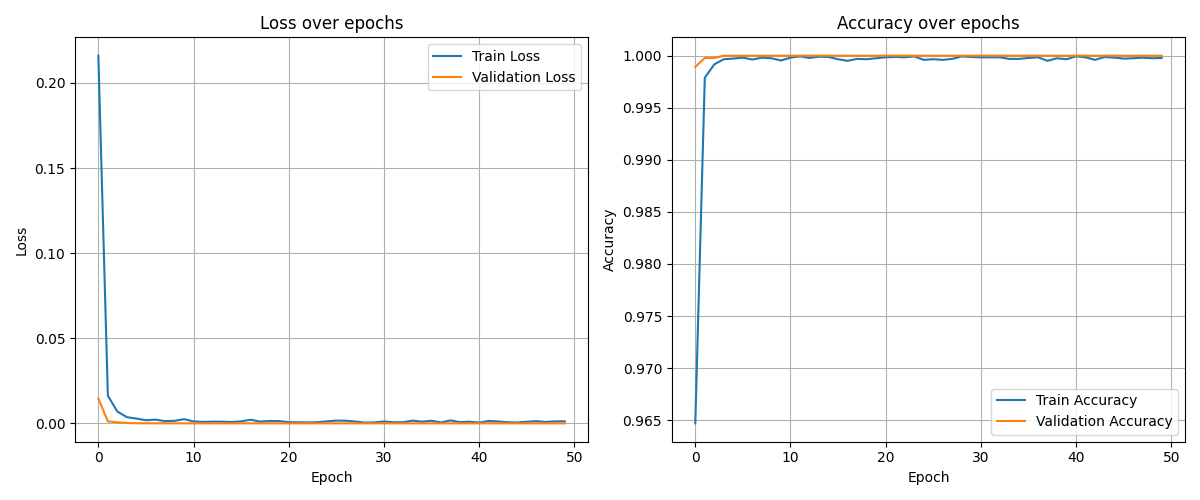 Loss over epochs
Train Loss
Validation Loss
0.20
0.15
0.10
0.05
0.00
Loss
0 10 20 30 40 50
Epoch
Accuracy over epochs
1.000
0.995
0.990
0.985
0.980
0.975
0.970
0.965
Accuracy
Train Accuracy
Validation Accuracy
0 10 20 30 40 50
Epoch